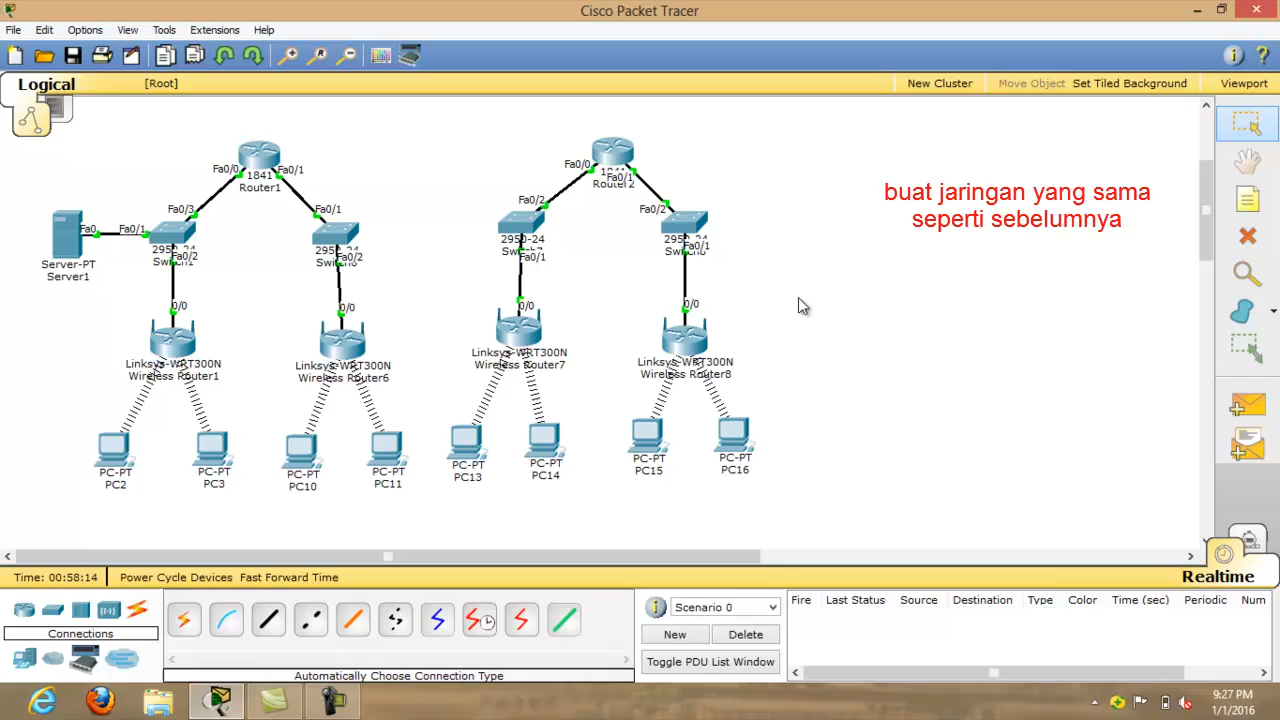 Cisco Packet Tracer
File Edit Options View Tools Extensions Help
Logical [Root] New Cluster Move Object Set Tiled Background Viewport
buat jaringan yang sama
seperti sebelumnya
1841
Router1
Fa0/0 Fa0/1
Fa0/3 Fa0/1
Server-PT
Server1
Fa0 Fa0/1
Fa0/2 Fa0/2
0/0 0/0
Linksys-WRT300N
Wireless Router1
Linksys-WRT300N
Wireless Router6
PC-PT
PC2
PC-PT
PC3
PC-PT
PC10
PC-PT
PC11
Router2
Fa0/0 Fa0/1
Fa0/2 Fa0/2
Fa0/1 Fa0/1
0/0 0/0
Linksys-WRT300N
Wireless Router7
Linksys-WRT300N
Wireless Router8
PC-PT
PC13
PC-PT
PC14
PC-PT
PC15
PC-PT
PC16
Time: 00:58:14 Power Cycle Devices Fast Forward Time
Realtime
Connections
Automatically Choose Connection Type
Scenario 0
New Delete
Toggle PDU List Window
Fire Last Status Source Destination Type Color Time (sec) Periodic Num
9:27 PM
1/1/2016